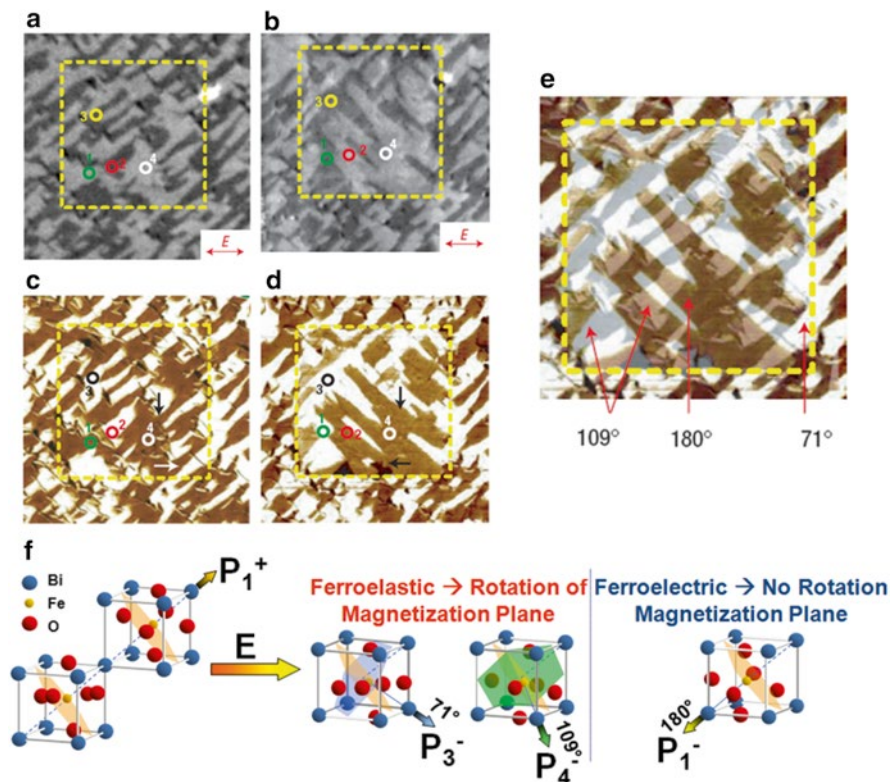 a
b
3
1
2
4
E
3
1
2
4
E
c
d
3
1
2
4
3
1
2
4
e
109°
180°
71°
f
Bi
Fe
O
P1+
E
Ferroelastic → Rotation of
Magnetization Plane
71°
P3-
109°
P4-
Ferroelectric → No Rotation
Magnetization Plane
180°
P1-